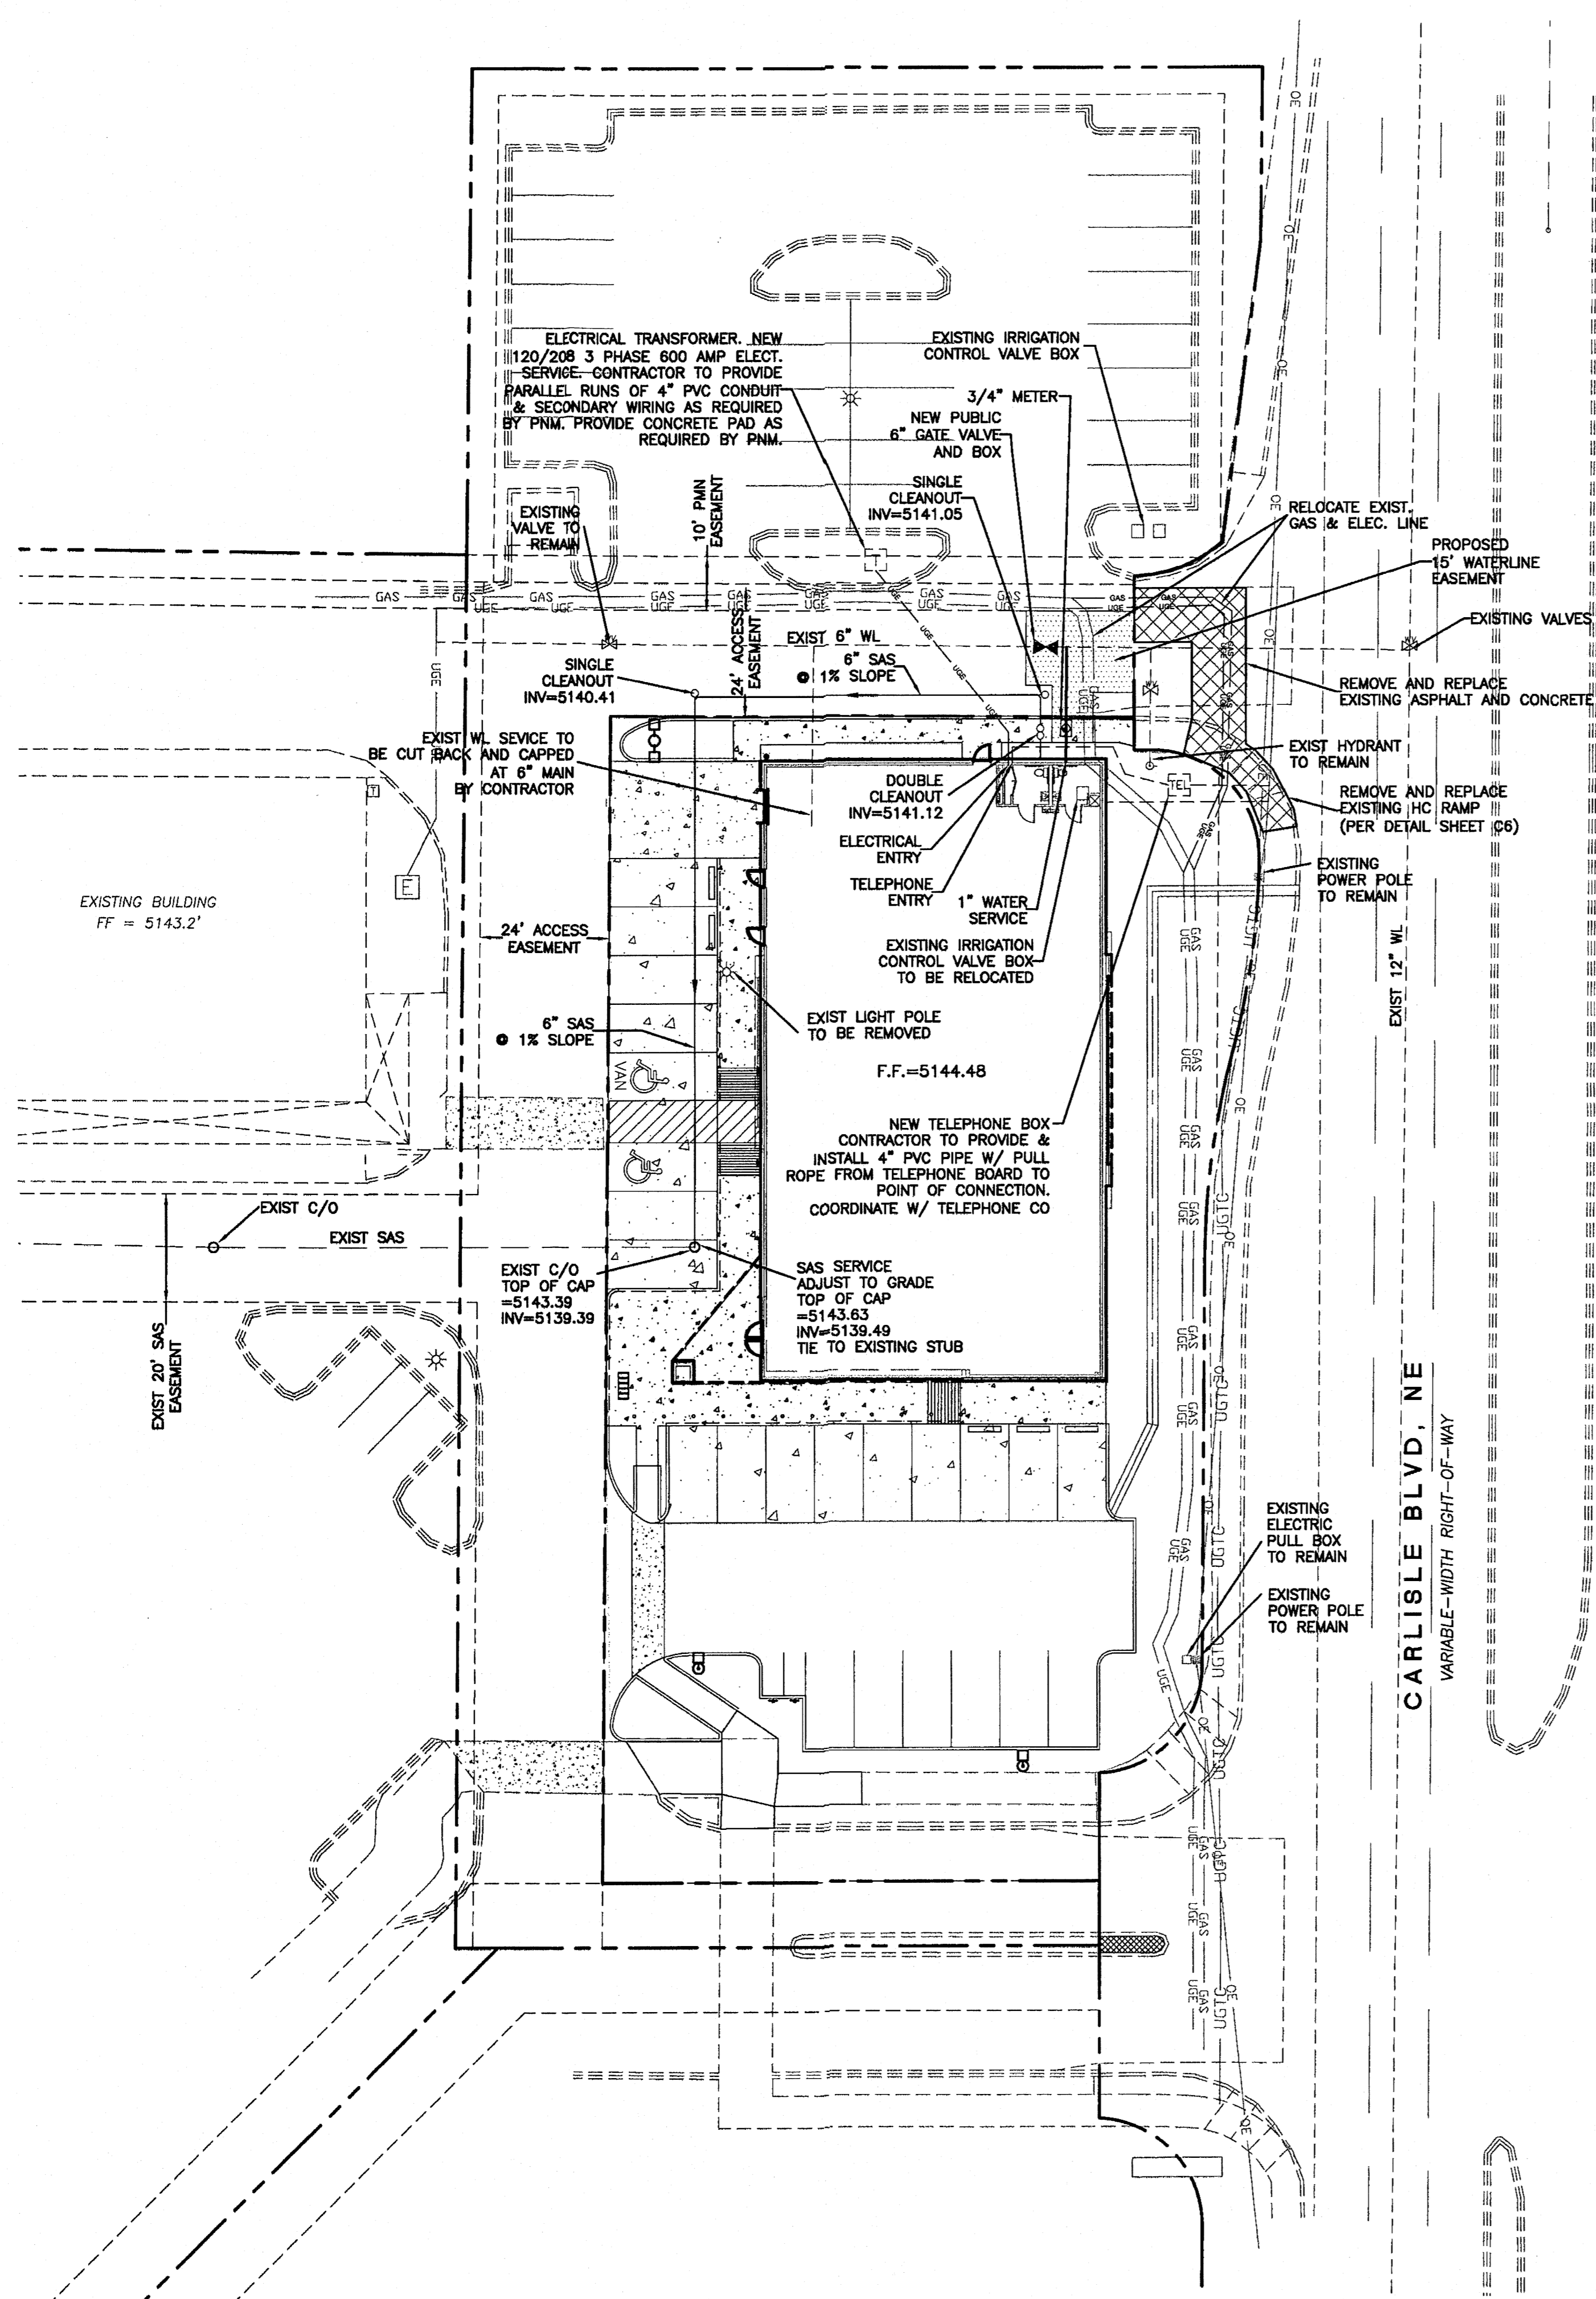 ELECTRICAL TRANSFORMER. NEW
120/208 3 PHASE 600 AMP ELECT.
SERVICE. CONTRACTOR TO PROVIDE
PARALLEL RUNS OF 4" PVC CONDUIT
& SECONDARY WIRING AS REQUIRED
BY PNM. PROVIDE CONCRETE PAD AS
REQUIRED BY PNM.
EXISTING IRRIGATION
CONTROL VALVE BOX
3/4" METER
NEW PUBLIC
6" GATE VALVE
AND BOX
SINGLE
CLEANOUT
INV=5141.05
10' PMN
EASEMENT
EXISTING
VALVE TO
REMAIN
RELOCATE EXIST.
GAS & ELEC. LINE
PROPOSED
15' WATERLINE
EASEMENT
EXISTING VALVES
24' ACCESS
EASEMENT
EXIST 6" WL
6" SAS
@ 1% SLOPE
SINGLE
CLEANOUT
INV=5140.41
REMOVE AND REPLACE
EXISTING ASPHALT AND CONCRETE
EXIST WL SEVICE TO
BE CUT BACK AND CAPPED
AT 6" MAIN
BY CONTRACTOR
EXIST HYDRANT
TO REMAIN
DOUBLE
CLEANOUT
INV=5141.12
TEL
REMOVE AND REPLACE
EXISTING HC RAMP
(PER DETAIL SHEET C6)
ELECTRICAL
ENTRY
TELEPHONE
ENTRY
EXISTING
POWER POLE
TO REMAIN
E
T
T
EXISTING BUILDING
FF = 5143.2'
1" WATER
SERVICE
24' ACCESS
EASEMENT
EXISTING IRRIGATION
CONTROL VALVE BOX
TO BE RELOCATED
EXIST 12" WL
EXIST LIGHT POLE
TO BE REMOVED
6" SAS
@ 1% SLOPE
F.F.=5144.48
VAN
NEW TELEPHONE BOX
CONTRACTOR TO PROVIDE &
INSTALL 4" PVC PIPE W/ PULL
ROPE FROM TELEPHONE BOARD TO
POINT OF CONNECTION.
COORDINATE W/ TELEPHONE CO
EXIST C/O
EXIST SAS
EXIST C/O
TOP OF CAP
=5143.39
INV=5139.39
SAS SERVICE
ADJUST TO GRADE
TOP OF CAP
=5143.63
INV=5139.49
TIE TO EXISTING STUB
EXIST 20' SAS
EASEMENT
CARLISLE BLVD, NE
VARIABLE-WIDTH RIGHT-OF-WAY
EXISTING
ELECTRIC
PULL BOX
TO REMAIN
EXISTING
POWER POLE
TO REMAIN
GAS
UGE
OE
UGTC